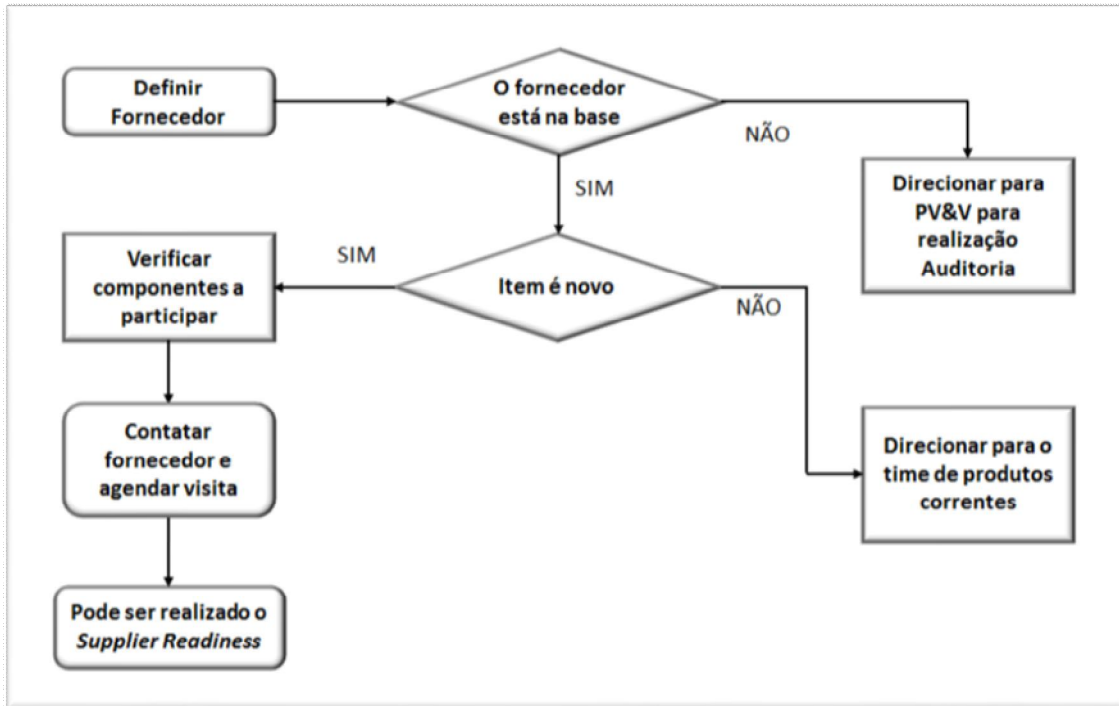 Definir
Fornecedor
O fornecedor
está na base
NÃO
SIM
Direcionar para
PV&V para
realização
Auditoria
Verificar
componentes a
participar
SIM
Item é novo
NÃO
Contatar
fornecedor e
agendar visita
Direcionar para o
time de produtos
correntes
Pode ser realizado o
Supplier Readiness